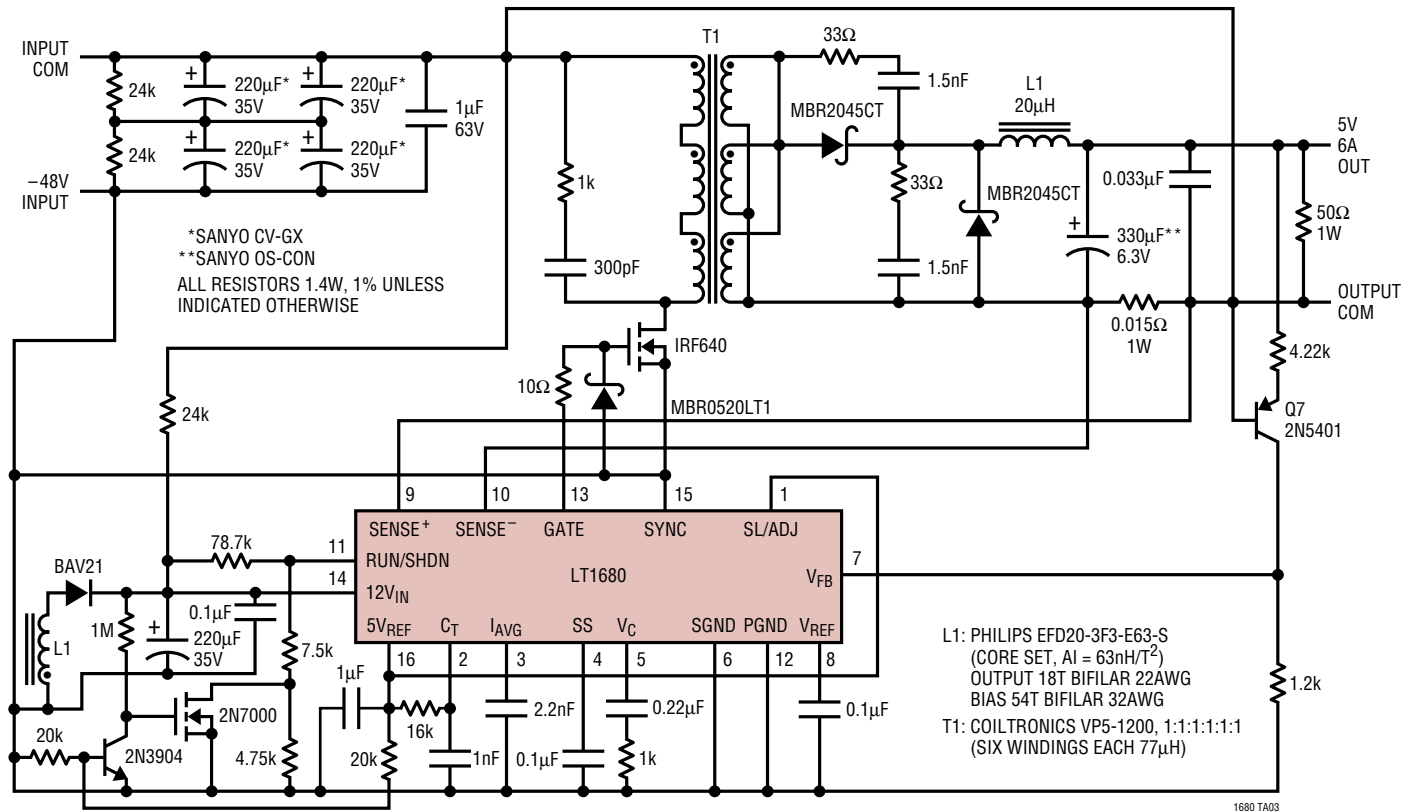 INPUT
COM
24k
24k
–48V
INPUT
+
220µF*
35V
+
220µF*
35V
+
220µF*
35V
+
220µF*
35V
1µF
63V
*SANYO CV-GX
**SANYO OS-CON
ALL RESISTORS 1.4W, 1% UNLESS
INDICATED OTHERWISE
1k
300pF
T1
33Ω
1.5nF
MBR2045CT
33Ω
1.5nF
L1
20µH
MBR2045CT
+
330µF**
6.3V
0.033µF
5V
6A
OUT
50Ω
1W
OUTPUT
COM
0.015Ω
1W
4.22k
Q7
2N5401
IRF640
10Ω
MBR0520LT1
24k
9
10
13
15
1
SENSE+
SENSE–
GATE
SYNC
SL/ADJ
11
RUN/SHDN
14
12VIN
LT1680
VFB
7
5VREF
CT
IAVG
SS
VC
SGND
PGND
VREF
16
2
3
4
5
6
12
8
78.7k
BAV21
L1
1M
0.1µF
+
220µF
35V
7.5k
2N7000
20k
2N3904
4.75k
1µF
16k
20k
1nF
2.2nF
0.1µF
0.22µF
1k
0.1µF
1.2k
L1: PHILIPS EFD20-3F3-E63-S
(CORE SET, Al = 63nH/T2)
OUTPUT 18T BIFILAR 22AWG
BIAS 54T BIFILAR 32AWG
T1: COILTRONICS VP5-1200, 1:1:1:1:1:1
(SIX WINDINGS EACH 77µH)
1680 TA03